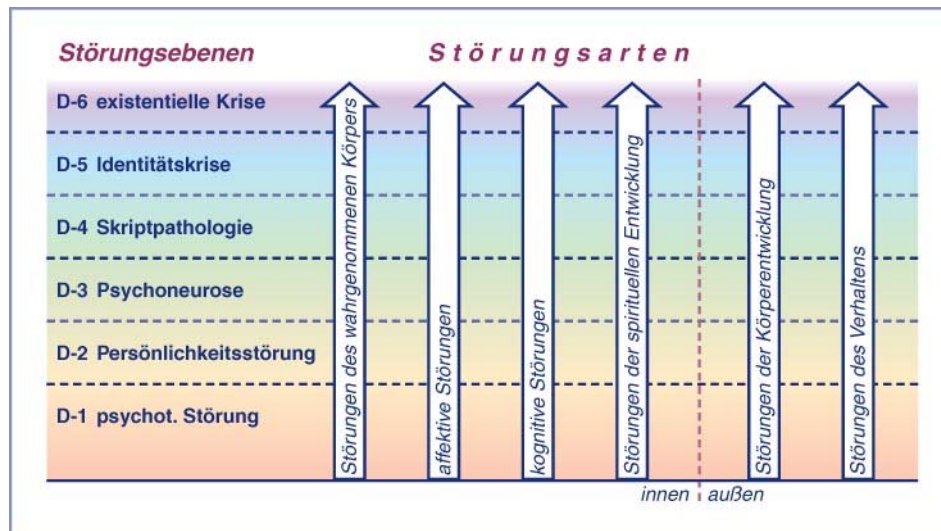 Störungsebenen
Störungsarten
D-6 existentielle Krise
D-5 Identitätskrise
D-4 Skriptpathologie
D-3 Psychoneurose
D-2 Persönlichkeitsstörung
D-1 psychot. Störung
Störungen des wahrgenommenen Körpers
affektive Störungen
kognitive Störungen
Störungen der spirituellen Entwicklung
Störungen der Körperentwicklung
Störungen des Verhaltens
innen
außen